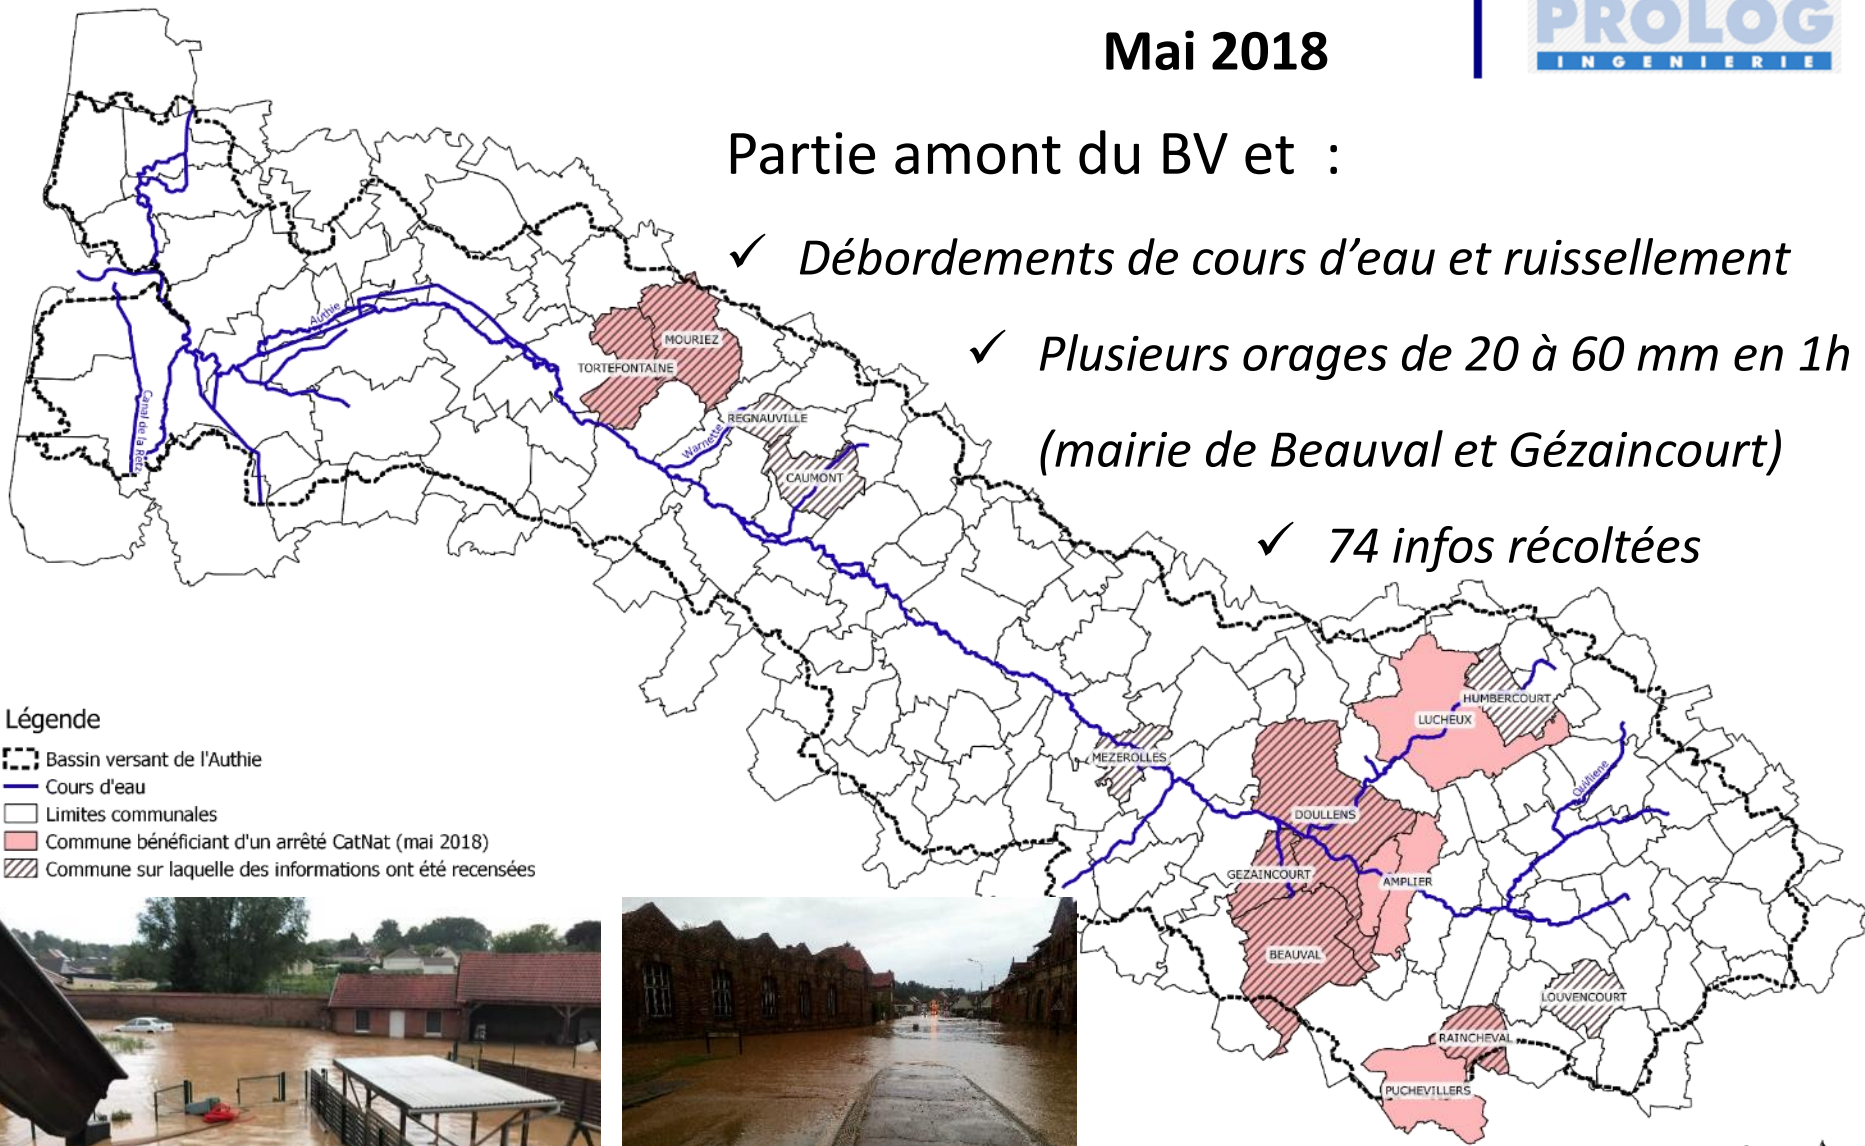 Mai 2018
PROLOG
INGENIERIE
Partie amont du BV et :
✓ Débordements de cours d’eau et ruissellement
✓ Plusieurs orages de 20 à 60 mm en 1h
(mairie de Beauval et Gézaincourt)
✓ 74 infos récoltées
Authie
MOURIEZ
TORTEFONTAINE
REGNAUVILLE
Warnette
Canal de la Retz
CAUMONT
HUMBERCOURT
LUCHEUX
MEZEROLLES
Quilliene
DOULLENS
GEZAINCOURT
AMPLIER
BEAUVAL
LOUVENCOURT
RAINCHEVAL
PUCHEVILLERS
Légende
Bassin versant de l'Authie
Cours d'eau
Limites communales
Commune bénéficiant d'un arrêté CatNat (mai 2018)
Commune sur laquelle des informations ont été recensées